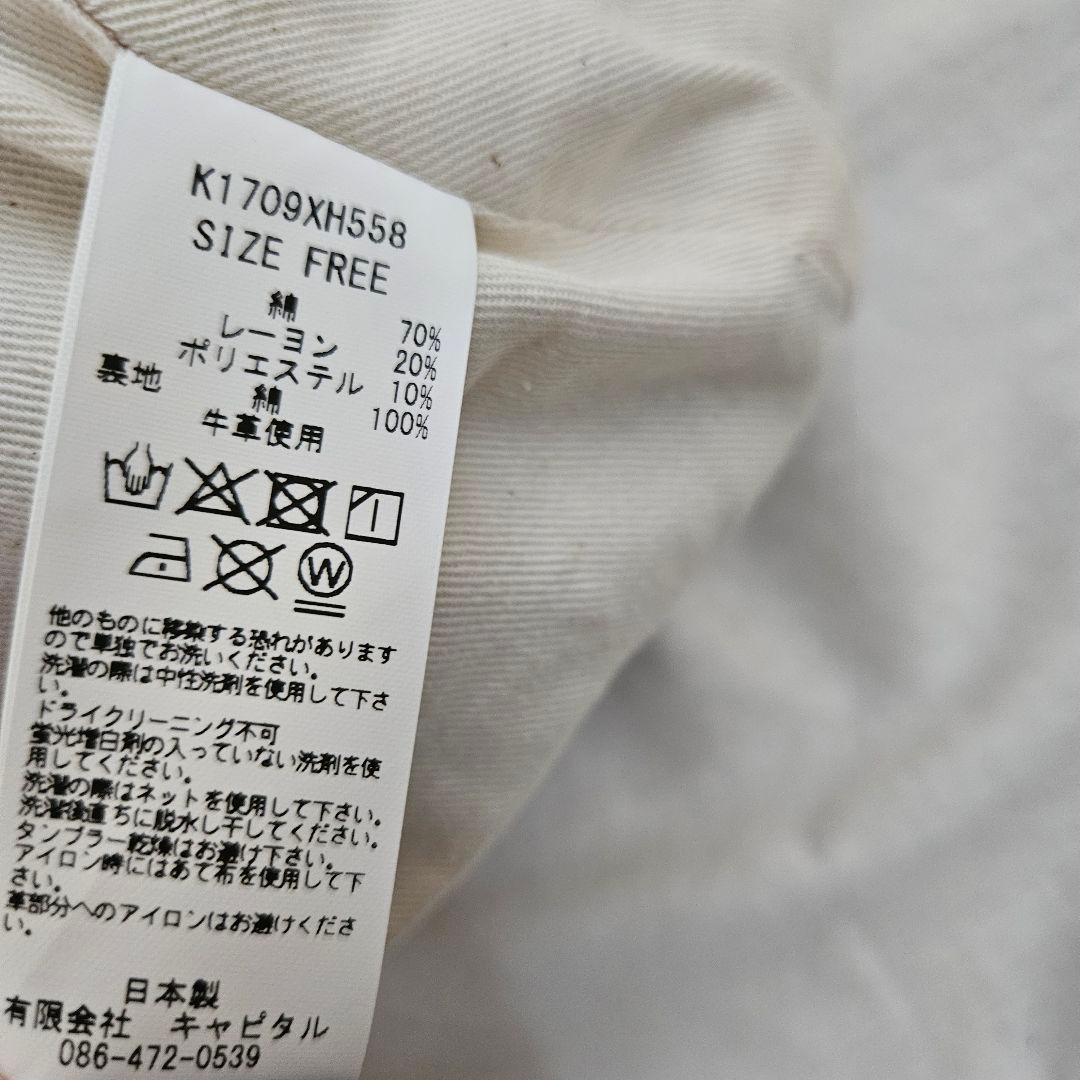 K1709XH558
SIZE FREE
綿 70%
レーヨン 20%
ポリエステル 10%
裏地 綿 100%
牛革使用
W
他のものに移染する恐れがあります
ので単独でお洗いください。
洗濯の際は中性洗剤を使用して下さ
い。
ドライクリーニング不可
蛍光増白剤の入っていない洗剤を使
用してください。
洗濯の際はネットを使用して下さい。
洗濯後直ちに脱水し干してください。
タンブラー乾燥はお避け下さい。
アイロン時にはあて布を使用して下
さい。
革部分へのアイロンはお避けくださ
い。
日本製
有限会社 キャピタル
086-472-0539